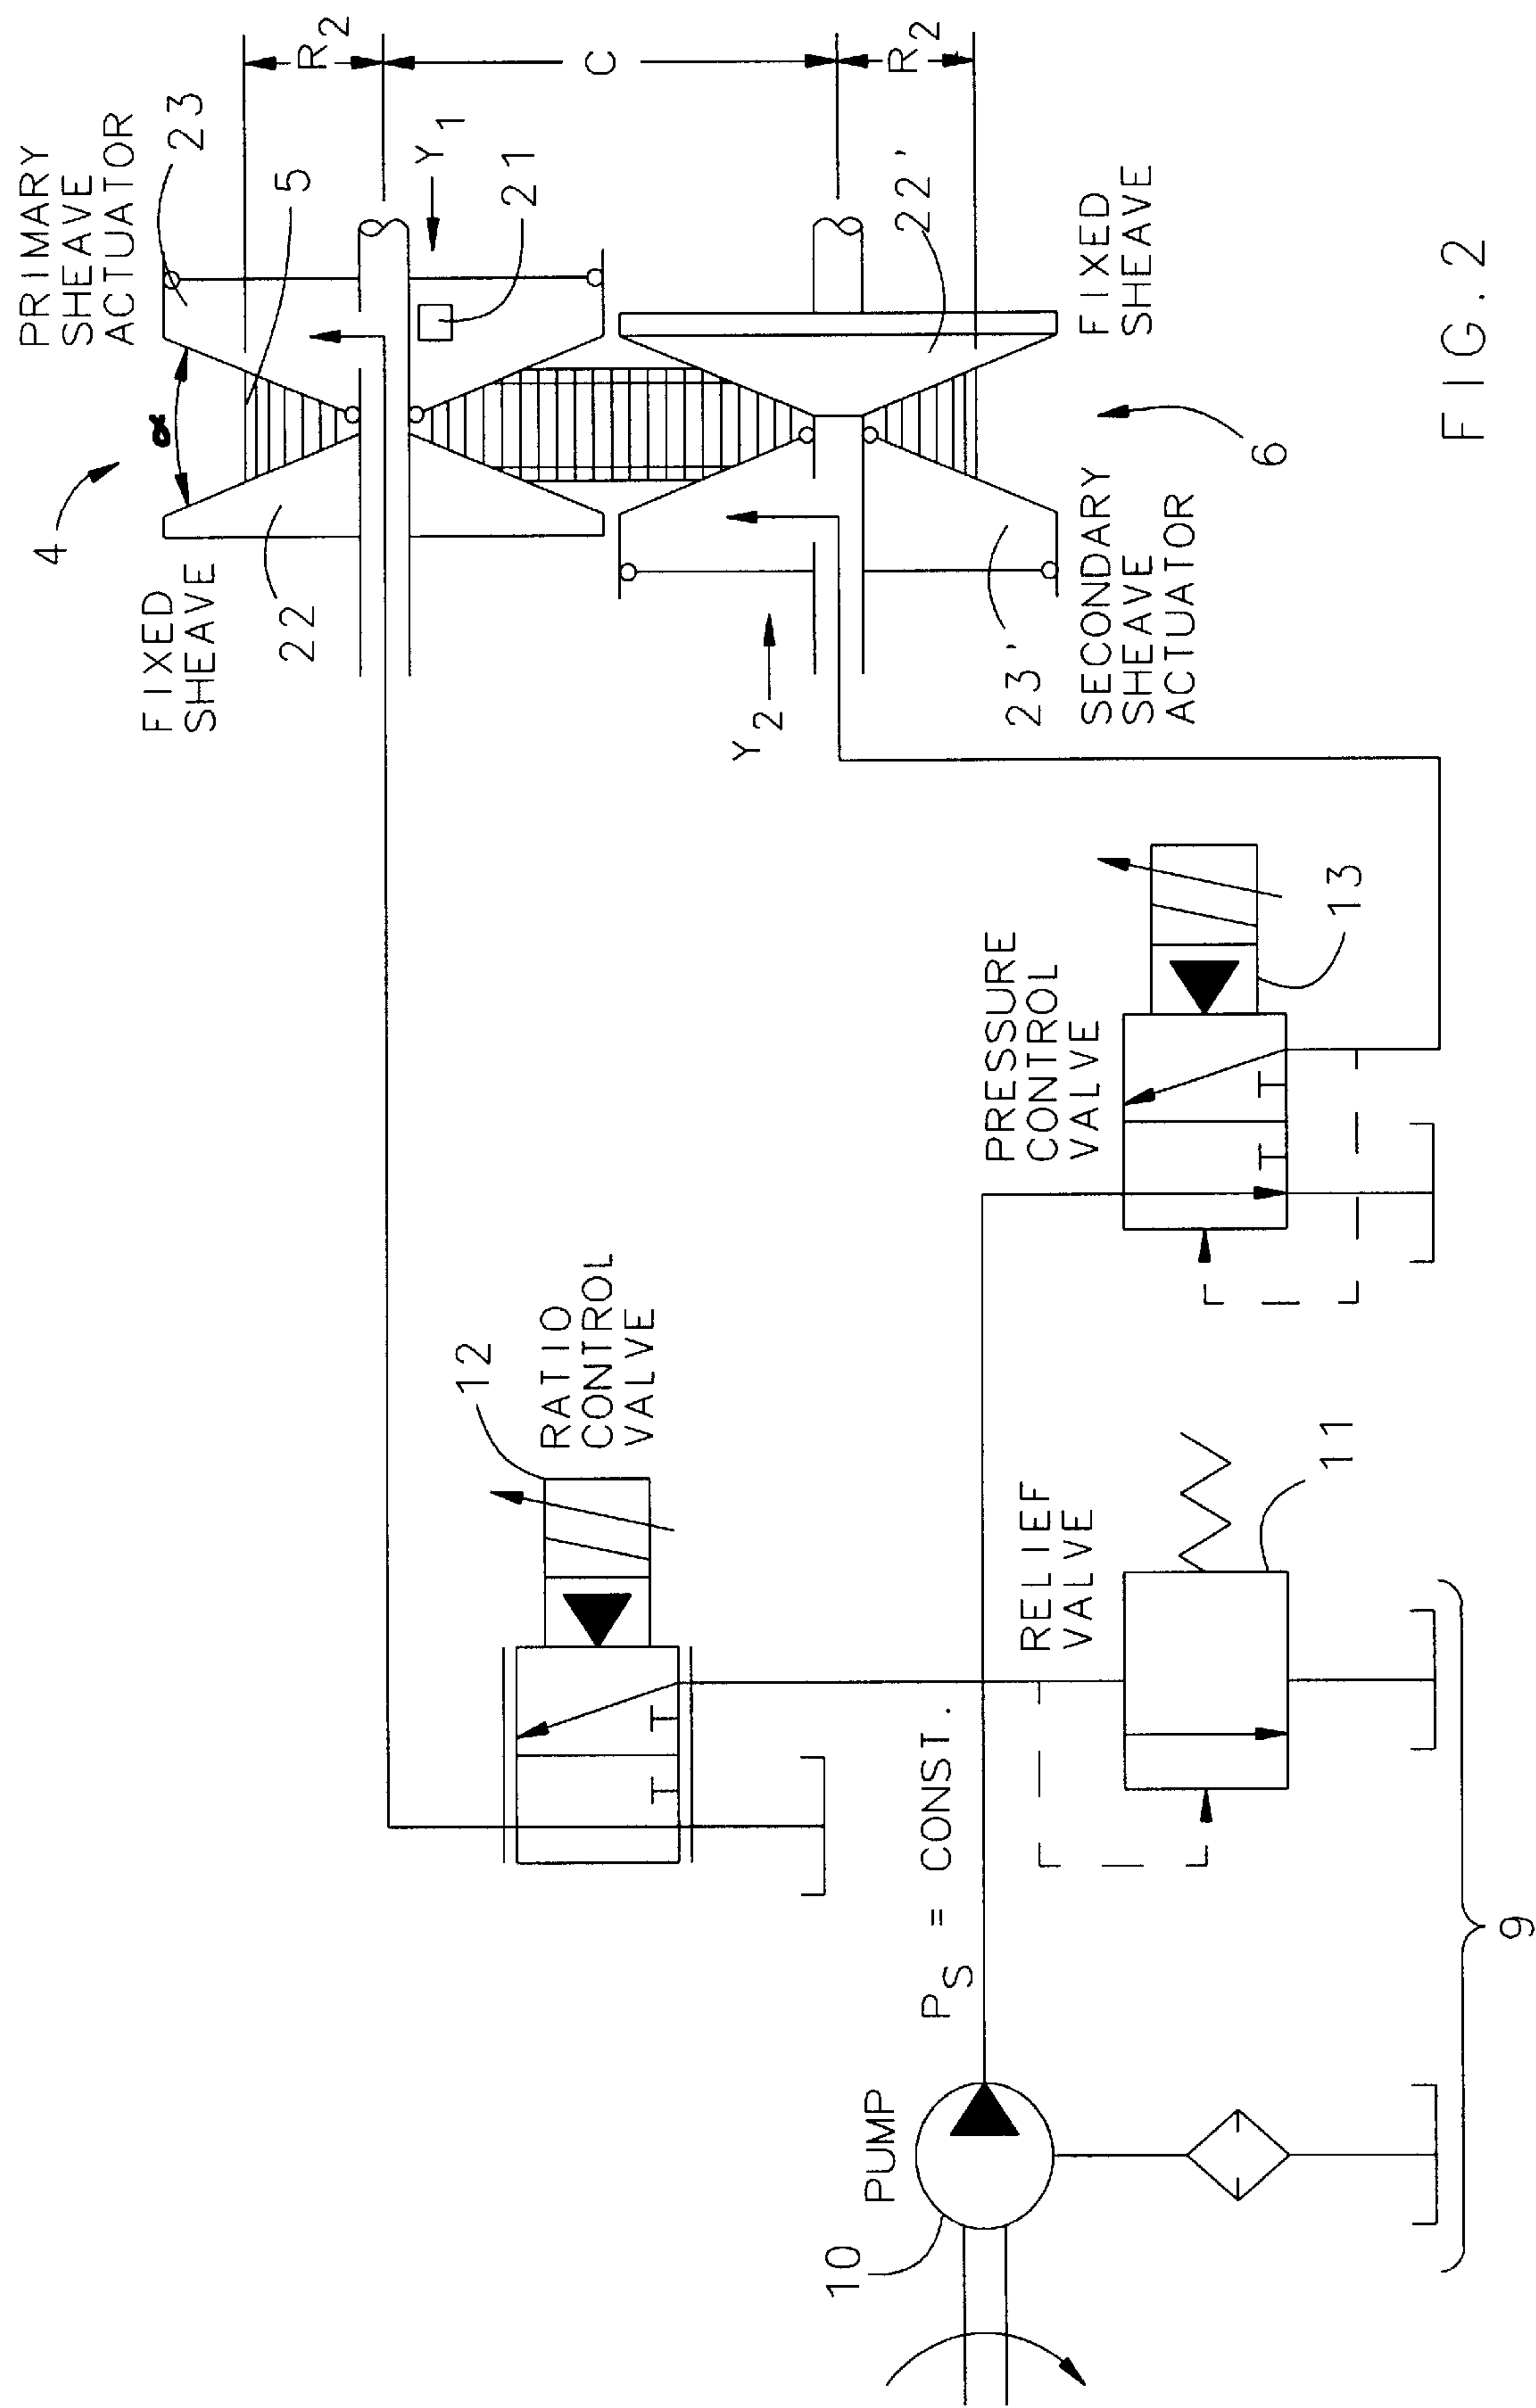 PRIMARY
SHEAVE
ACTUATOR
23
R2
5
α
4
FIXED
SHEAVE
22
Y1
21
C
22'
R2
FIXED
SHEAVE
6
Y2
23'
SECONDARY
SHEAVE
ACTUATOR
12
RATIO
CONTROL
VALVE
PRESSURE
CONTROL
VALVE
13
T
T
T
T
RELIEF
VALVE
11
PS = CONST.
PUMP
10
9
FIG. 2